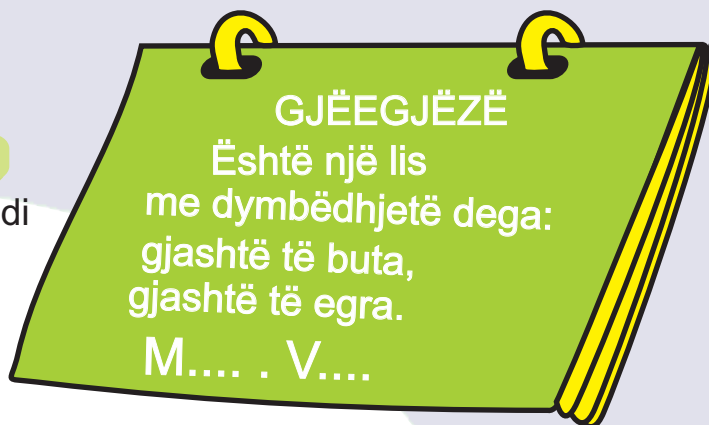 GJËEGJËZË
Është një lis
me dymbëdhjetë dega:
gjashtë të buta,
gjashtë të egra.
M.... . V....
di